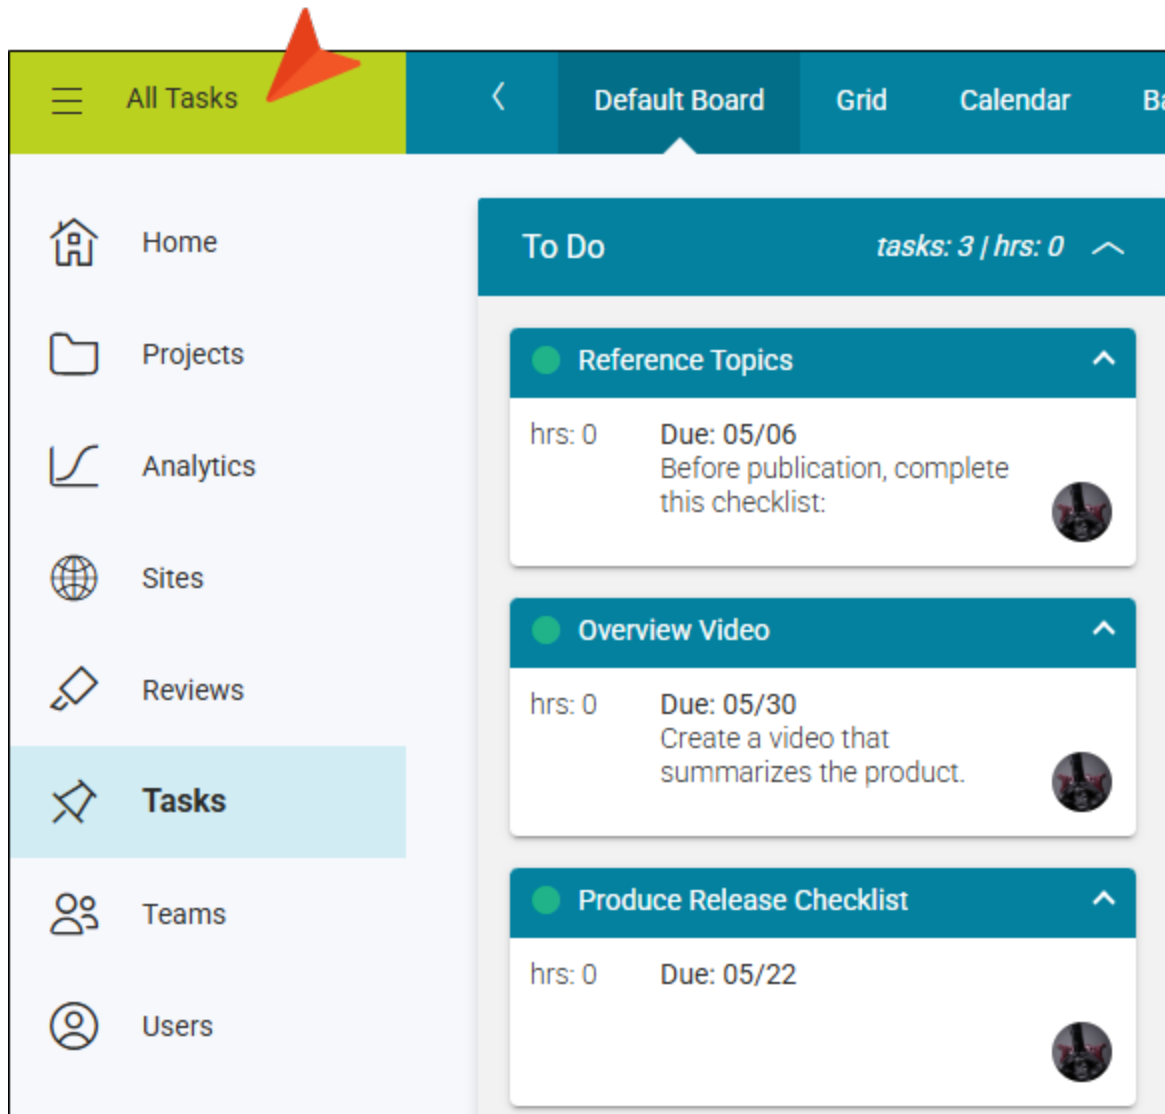 All Tasks
Default Board
Grid
Calendar
Home
Projects
Analytics
Sites
Reviews
Tasks
Teams
Users
To Do
tasks: 3 | hrs: 0
Reference Topics
hrs: 0
Due: 05/06
Before publication, complete
this checklist:
Overview Video
hrs: 0
Due: 05/30
Create a video that
summarizes the product.
Produce Release Checklist
hrs: 0
Due: 05/22